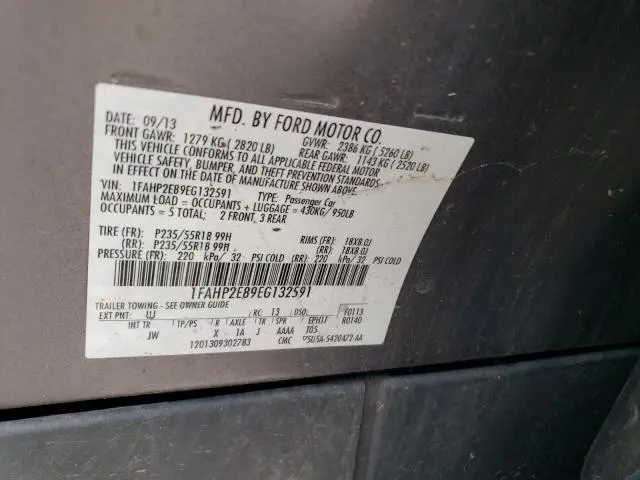 MFD. BY FORD MOTOR CO.
DATE: 09/13 GVWR: 2386 KG ( 5260 LB)
FRONT GAWR: 1279 KG ( 2820 LB) REAR GAWR: 1143 KG ( 2520 LB)
THIS VEHICLE CONFORMS TO ALL APPLICABLE FEDERAL MOTOR
VEHICLE SAFETY, BUMPER, AND THEFT PREVENTION STANDARDS
IN EFFECT ON THE DATE OF MANUFACTURE SHOWN ABOVE.
VIN: 1FAHP2E89EG132591 TYPE: Passenger Car
MAXIMUM LOAD = OCCUPANTS + LUGGAGE = 430KG/ 950LB
OCCUPANTS = 5 TOTAL; 2 FRONT, 3 REAR
TIRE (FR): P235/55R18 99H RIMS (FR): 18X8.0J
(RR): P235/55R18 99H (RR): 18X8.0J
PRESSURE (FR): 220 kPa/ 32 PSI COLD (RR): 220 kPa/ 32 PSI COLD
1FAHP2E89EG132591
TRAILER TOWING - SEE OWNER GUIDE
EXT PNT: UJ RC: 13 DSO: F0113
R0140
INT TR TP/PS R AXLE TR SPR EPH1F
JW X 1A J AAAA T05
1201309302783 CMC